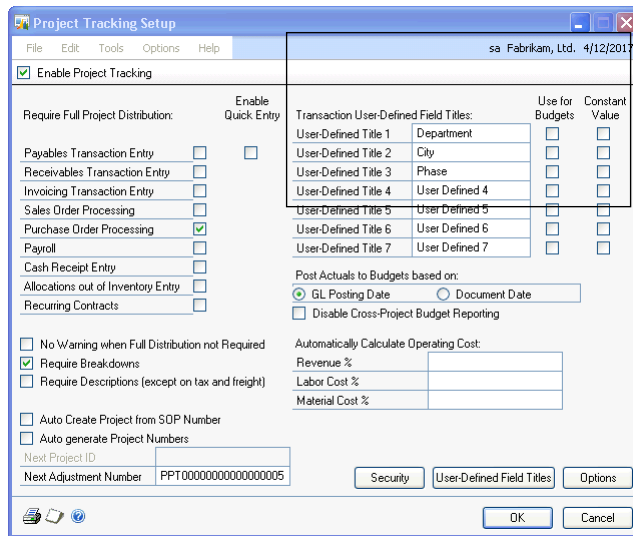 Project Tracking Setup
File Edit Tools Options Help
sa Fabrikam, Ltd. 4/12/2017
Enable Project Tracking
Require Full Project Distribution:
Enable
Quick Entry
Payables Transaction Entry
Receivables Transaction Entry
Invoicing Transaction Entry
Sales Order Processing
Purchase Order Processing
Payroll
Cash Receipt Entry
Allocations out of Inventory Entry
Recurring Contracts
No Warning when Full Distribution not Required
Require Breakdowns
Require Descriptions (except on tax and freight)
Auto Create Project from SOP Number
Auto generate Project Numbers
Next Project ID
Next Adjustment Number PPT00000000000000005
Transaction User-Defined Field Titles:
Use for
Budgets
Constant
Value
User-Defined Title 1 Department
User-Defined Title 2 City
User-Defined Title 3 Phase
User-Defined Title 4 User Defined 4
User-Defined Title 5 User Defined 5
User-Defined Title 6 User Defined 6
User-Defined Title 7 User Defined 7
Post Actuals to Budgets based on:
GL Posting Date Document Date
Disable Cross-Project Budget Reporting
Automatically Calculate Operating Cost:
Revenue %
Labor Cost %
Material Cost %
Security User-Defined Field Titles Options
OK Cancel